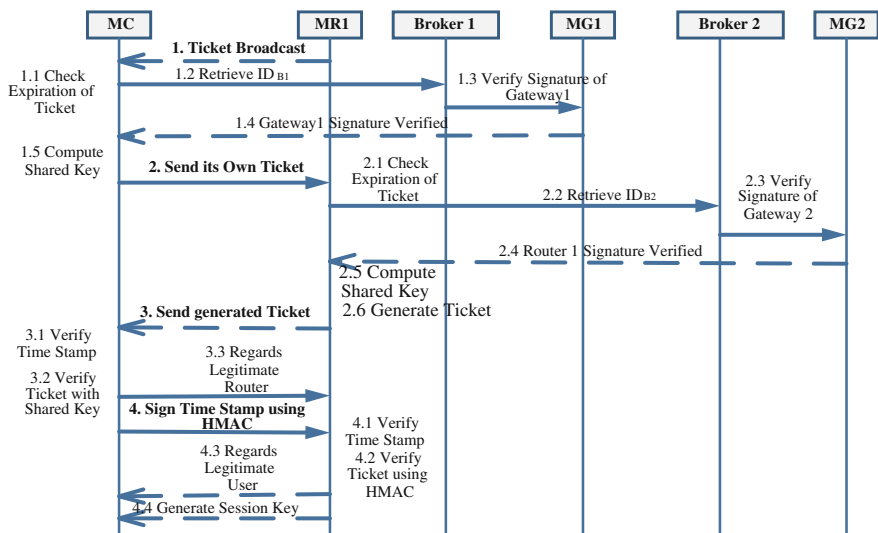 MC
MR1
Broker 1
MG1
Broker 2
MG2
1. Ticket Broadcast
1.1 Check
Expiration of
Ticket
1.2 Retrieve IDB1
1.3 Verify Signature of
Gateway1
1.4 Gateway1 Signature Verified
1.5 Compute
Shared Key
2. Send its Own Ticket
2.1 Check
Expiration of
Ticket
2.2 Retrieve IDB2
2.3 Verify
Signature of
Gateway 2
2.4 Router 1 Signature Verified
2.5 Compute
Shared Key
2.6 Generate Ticket
3. Send generated Ticket
3.1 Verify
Time Stamp
3.2 Verify
Ticket with
Shared Key
3.3 Regards
Legitimate
Router
4. Sign Time Stamp using
HMAC
4.1 Verify
Time Stamp
4.2 Verify
Ticket using
HMAC
4.3 Regards
Legitimate
User
4.4 Generate Session Key